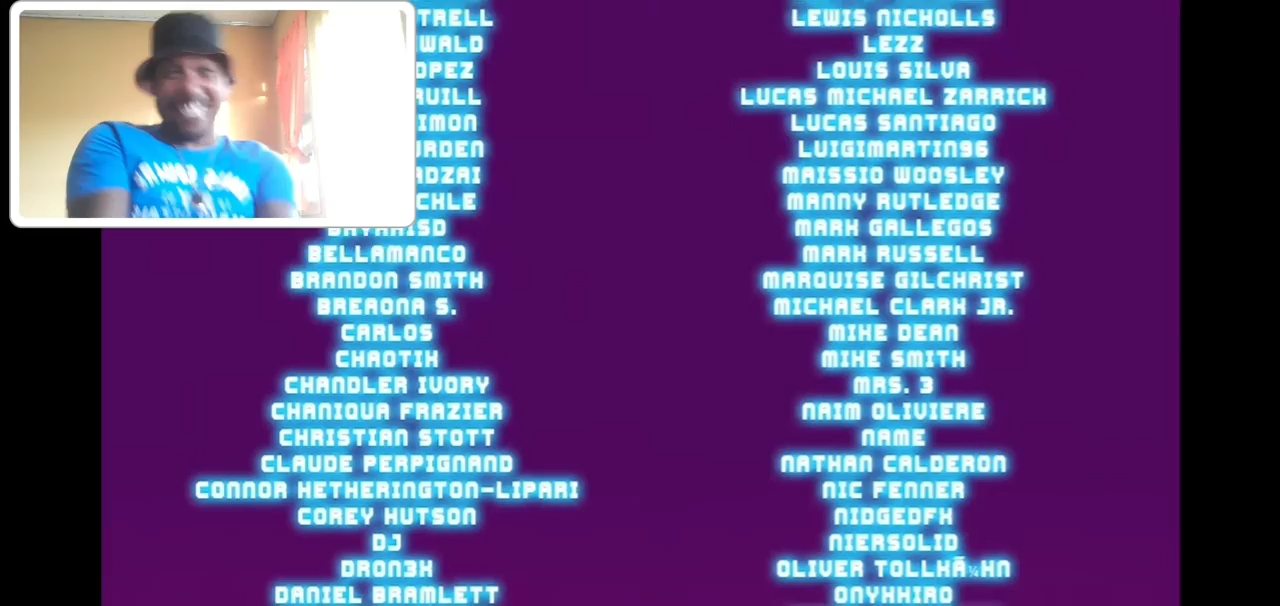 TRELL
WALD
OPEZ
RUILL
IMON
URDEN
ADZAI
CHLE
BELLAMANCO
BRANDON SMITH
BREAONA S.
CARLOS
CHAOTIK
CHANDLER IVORY
CHANIQUA FRAZIER
CHRISTIAN STOTT
CLAUDE PERPIGNAND
CONNOR HETHERINGTON-LIPARI
COREY HUTSON
DJ
DRON3K
DANIEL BRAMLETT
LEWIS NICHOLLS
LEZZ
LOUIS SILVA
LUCAS MICHAEL ZARRICK
LUCAS SANTIAGO
LUIGIMARTIN96
MAISSIO WOOSLEY
MANNY RUTLEDGE
MARK GALLEGOS
MARK RUSSELL
MARQUISE GILCHRIST
MICHAEL CLARK JR.
MIKE DEAN
MIKE SMITH
MRS. 3
NAIM OLIVIERE
NAME
NATHAN CALDERON
NIC FENNER
NIDGEDFK
NIERSOLID
OLIVER TOLLKÃ¼HN
ONYKHIRO